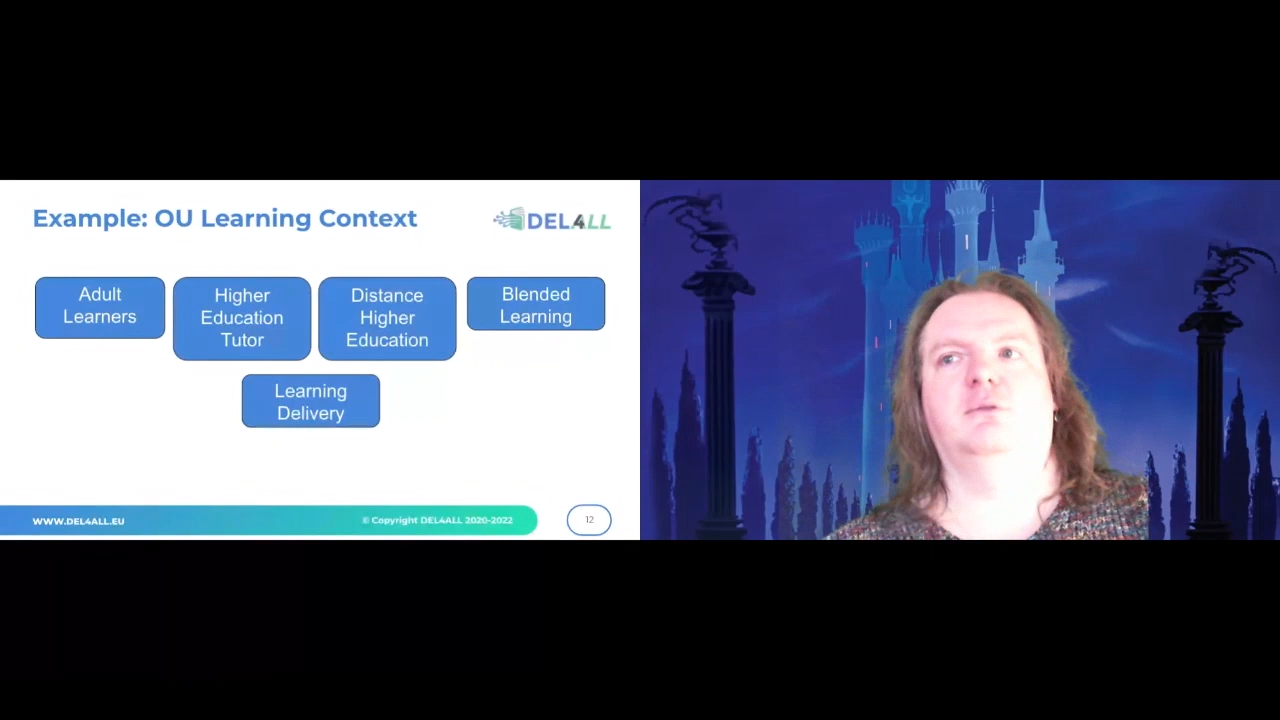 Example: OU Learning Context
DEL4ALL
Adult
Learners
Higher
Education
Tutor
Distance
Higher
Education
Blended
Learning
Learning
Delivery
WWW.DEL4ALL.EU
© Copyright DEL4ALL 2020-2022
12